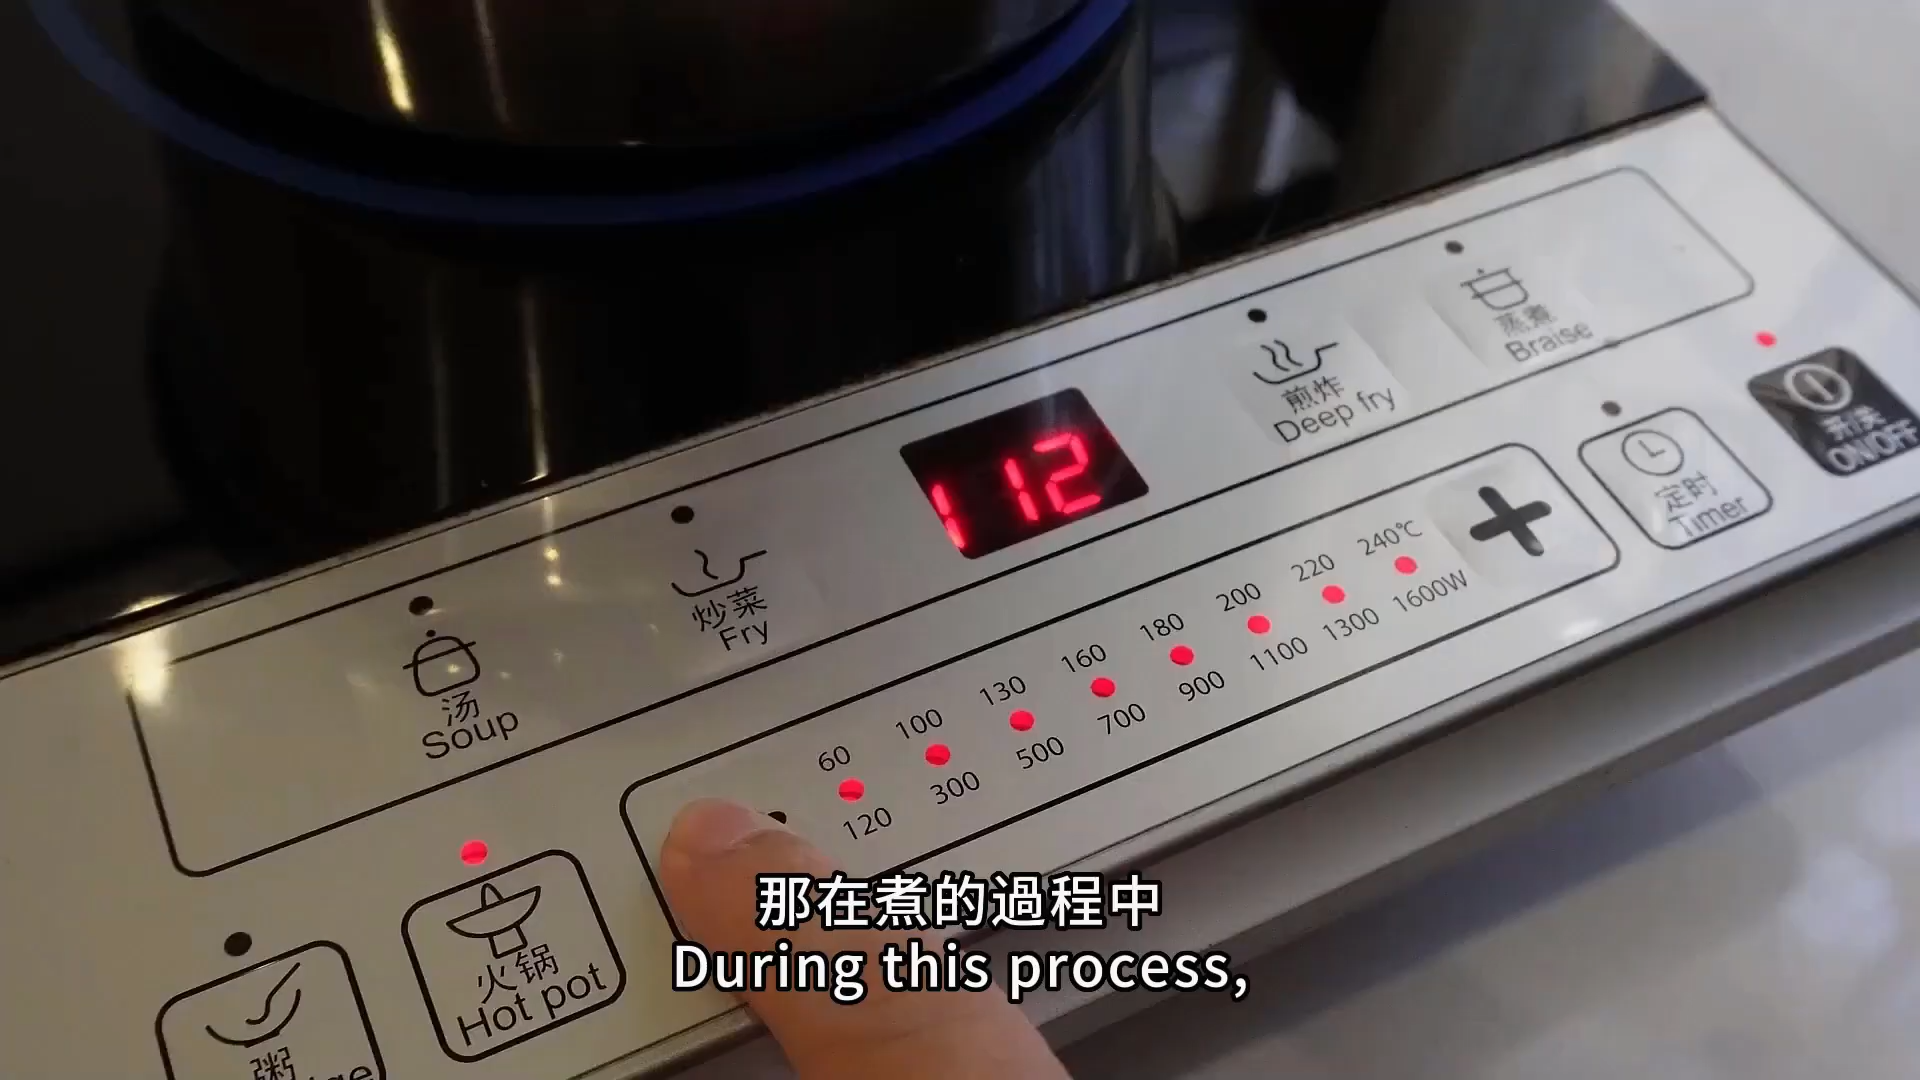 蒸煮
Braise
煎炸
Deep fry
开/关
ON/OFF
112
定时
Timer
炒菜
Fry
汤
Soup
60 100 130 160 180 200 220 240℃
120 300 500 700 900 1100 1300 1600W
火锅
Hot pot
粥
那在煮的過程中
During this process,